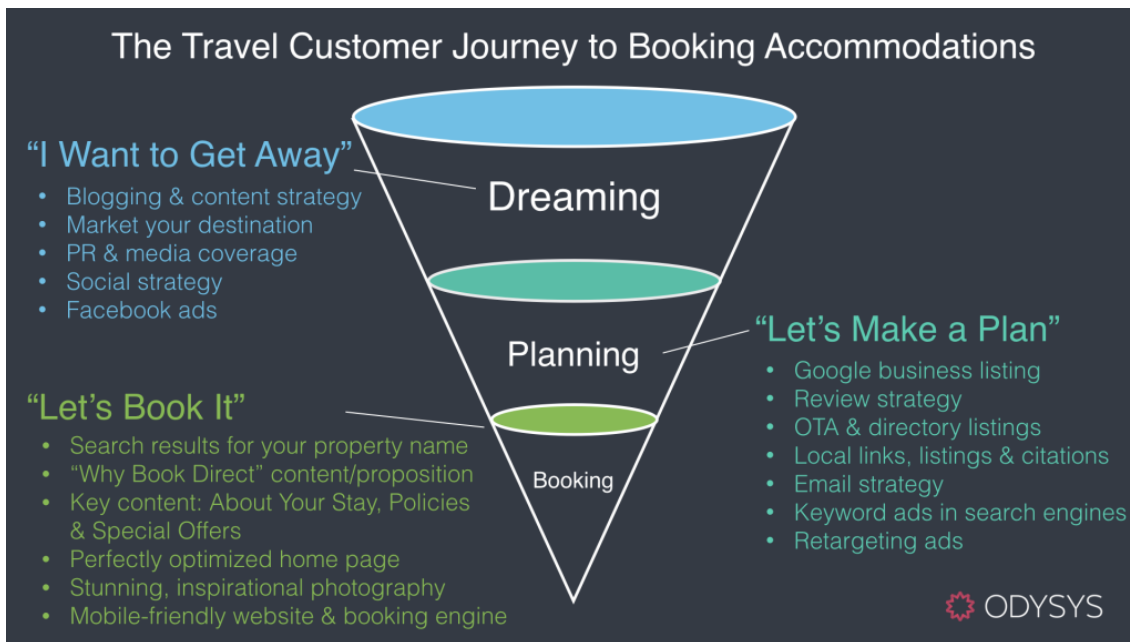 The Travel Customer Journey to Booking Accommodations
“I Want to Get Away”
• Blogging & content strategy
• Market your destination
• PR & media coverage
• Social strategy
• Facebook ads
Dreaming
Planning
“Let’s Make a Plan”
• Google business listing
• Review strategy
• OTA & directory listings
• Local links, listings & citations
• Email strategy
• Keyword ads in search engines
• Retargeting ads
“Let’s Book It”
• Search results for your property name
• “Why Book Direct” content/proposition
• Key content: About Your Stay, Policies
& Special Offers
• Perfectly optimized home page
• Stunning, inspirational photography
• Mobile-friendly website & booking engine
Booking
ODYSYS